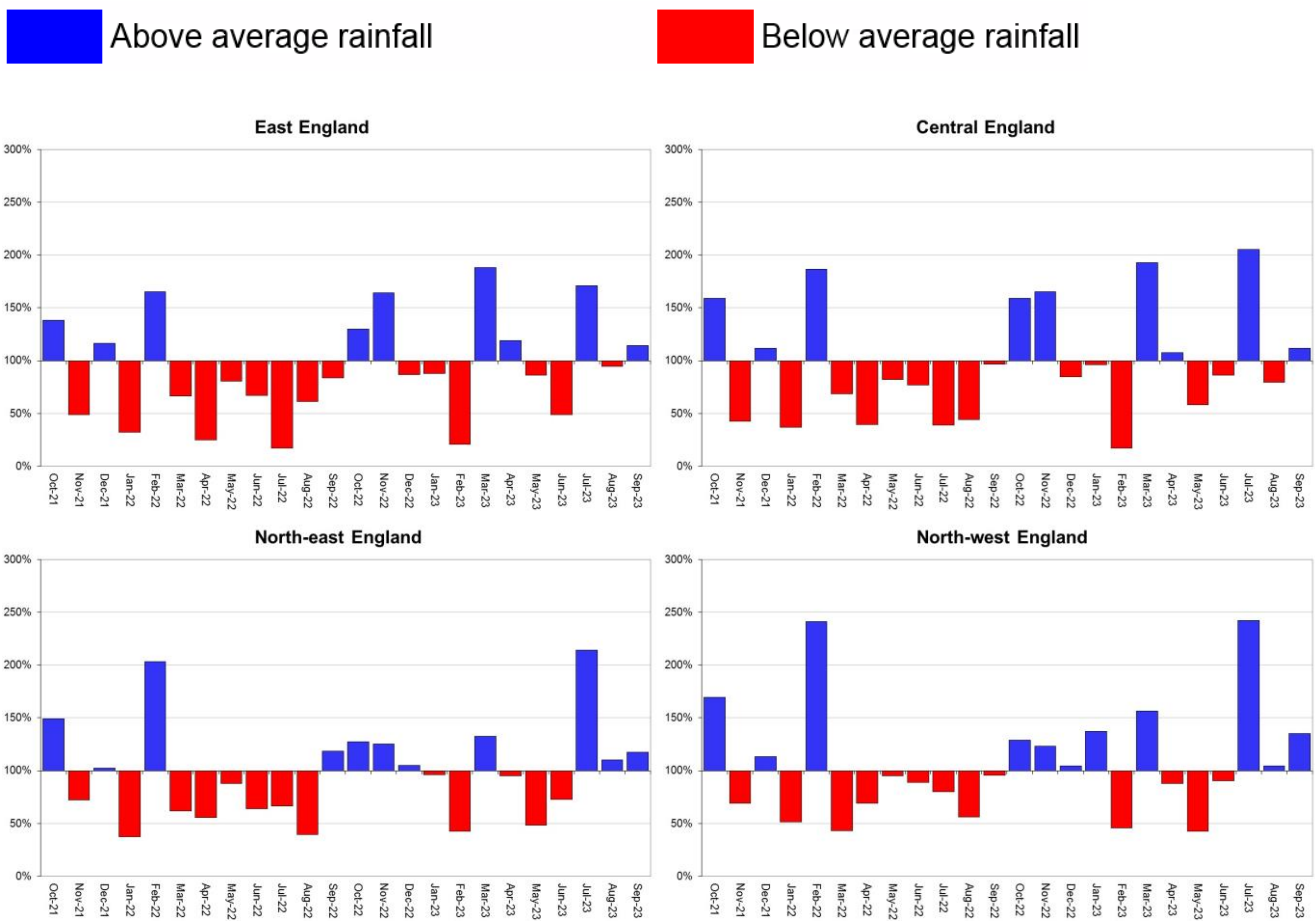 Above average rainfall
Below average rainfall
East England
300%
250%
200%
150%
100%
50%
0%
Oct-21
Nov-21
Dec-21
Jan-22
Feb-22
Mar-22
Apr-22
May-22
Jun-22
Jul-22
Aug-22
Sep-22
Oct-22
Nov-22
Dec-22
Jan-23
Feb-23
Mar-23
Apr-23
May-23
Jun-23
Jul-23
Aug-23
Sep-23
Central England
300%
250%
200%
150%
100%
50%
0%
Oct-21
Nov-21
Dec-21
Jan-22
Feb-22
Mar-22
Apr-22
May-22
Jun-22
Jul-22
Aug-22
Sep-22
Oct-22
Nov-22
Dec-22
Jan-23
Feb-23
Mar-23
Apr-23
May-23
Jun-23
Jul-23
Aug-23
Sep-23
North-east England
300%
250%
200%
150%
100%
50%
0%
Oct-21
Nov-21
Dec-21
Jan-22
Feb-22
Mar-22
Apr-22
May-22
Jun-22
Jul-22
Aug-22
Sep-22
Oct-22
Nov-22
Dec-22
Jan-23
Feb-23
Mar-23
Apr-23
May-23
Jun-23
Jul-23
Aug-23
Sep-23
North-west England
300%
250%
200%
150%
100%
50%
0%
Oct-21
Nov-21
Dec-21
Jan-22
Feb-22
Mar-22
Apr-22
May-22
Jun-22
Jul-22
Aug-22
Sep-22
Oct-22
Nov-22
Dec-22
Jan-23
Feb-23
Mar-23
Apr-23
May-23
Jun-23
Jul-23
Aug-23
Sep-23